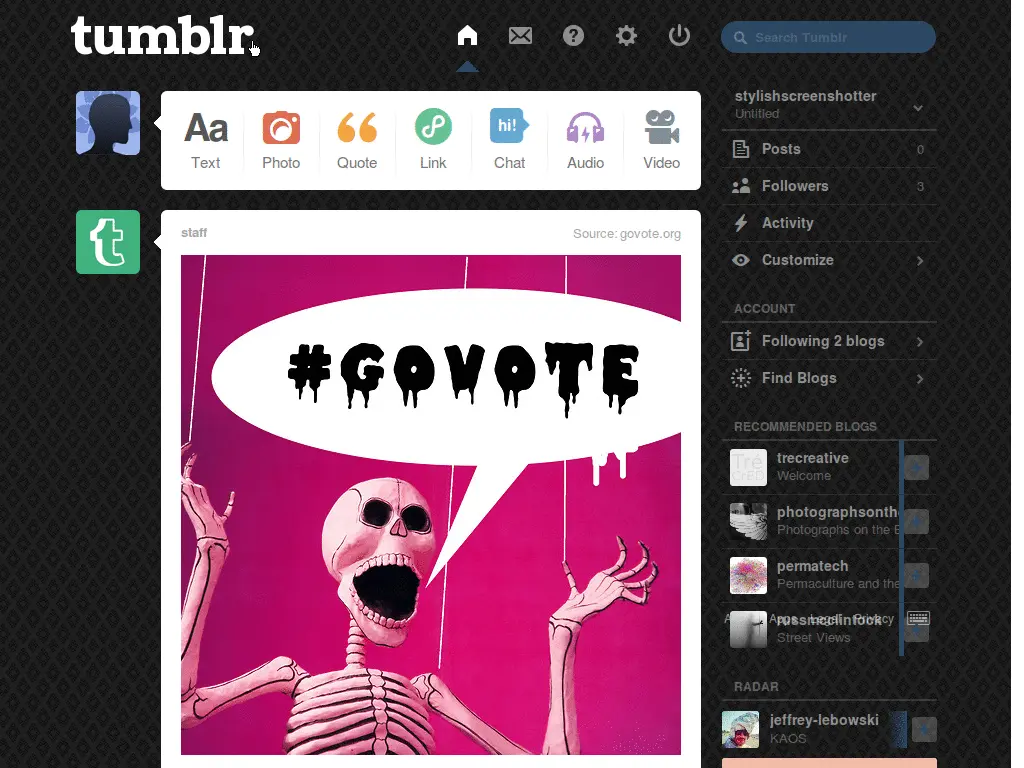 tumblr.
Search Tumblr
Aa
Text
Photo
Quote
Link
hi!
Chat
Audio
Video
stylishscreenshotter
Untitled
Posts 0
Followers 3
Activity
Customize
t
staff
Source: govote.org
#GOVOTE
ACCOUNT
Following 2 blogs
Find Blogs
RECOMMENDED BLOGS
trecreative
Welcome
photographsonth
Photographs on the E
permatech
Permaculture and the
russmclintock
Apps Legal Privacy
Street Views
RADAR
jeffrey-lebowski
KAOS